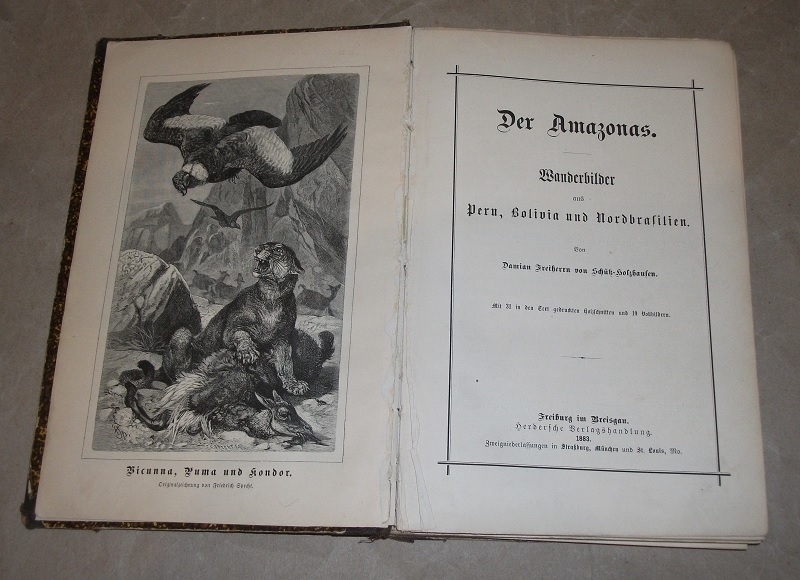 Vicunna, Puma und Kondor.
Originalzeichnung von Friedrich Specht.
Der Amazonas.
Wanderbilder
aus
Peru, Bolivia und Nordbrasilien.
Von
Damian Freiherrn von Schütz-Holzhausen.
Mit 31 in den Text gedruckten Holzschnitten und 10 Vollbildern.
Freiburg im Breisgau.
Herder'sche Verlagshandlung.
1883.
Zweigniederlassungen in Straßburg, München und St. Louis, Mo.